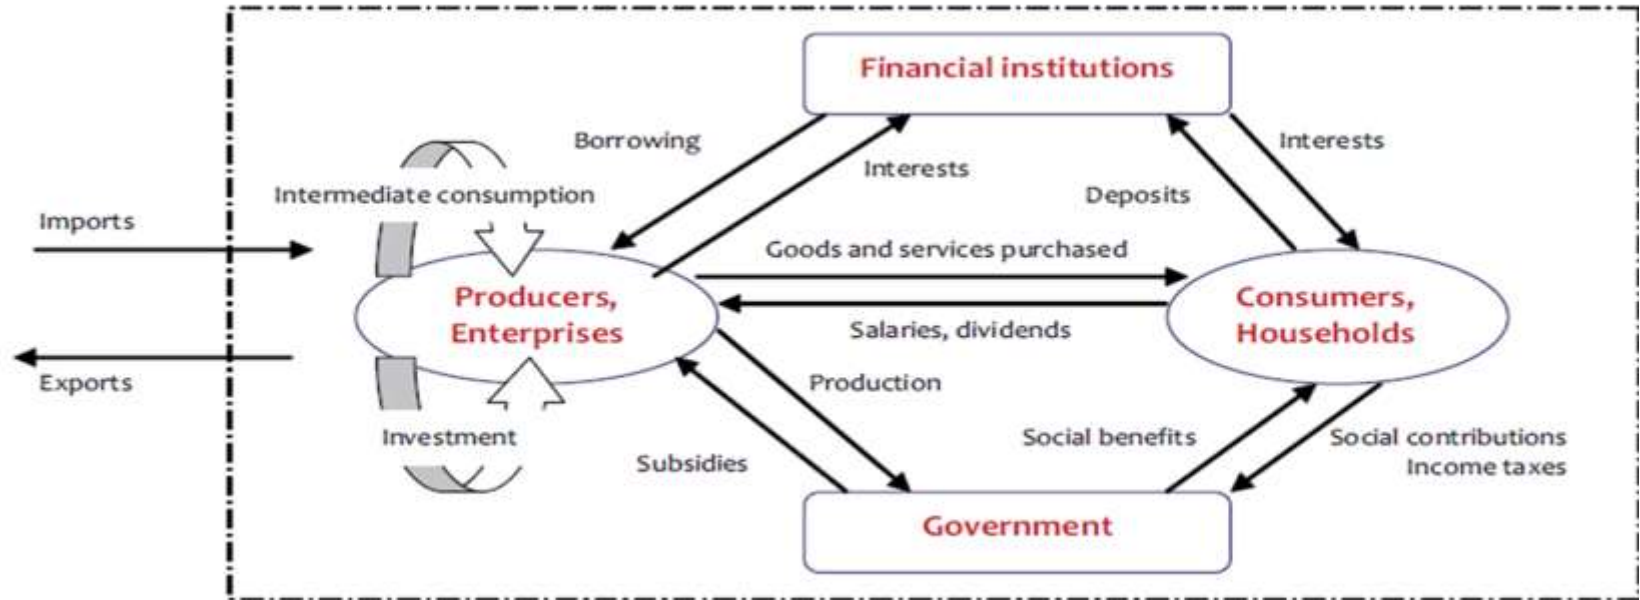 Financial institutions
Borrowing
Interests
Interests
Deposits
Intermediate consumption
Imports
Goods and services purchased
Producers,
Enterprises
Consumers,
Households
Salaries, dividends
Exports
Production
Investment
Subsidies
Social benefits
Social contributions
Income taxes
Government